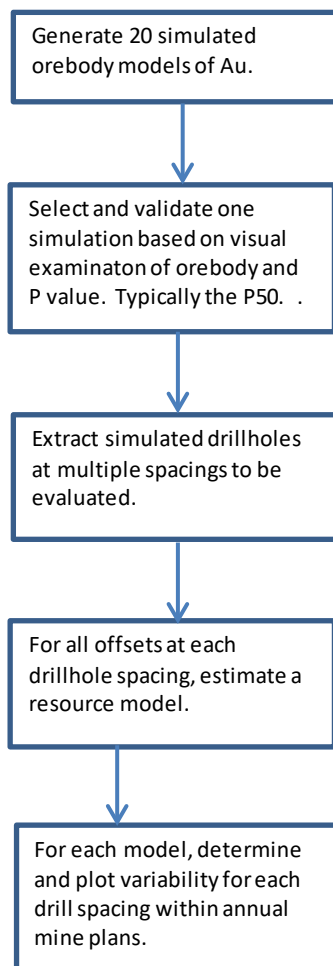 Generate 20 simulated
orebody models of Au.
Select and validate one
simulation based on visual
examinaton of orebody and
P value. Typically the P50. .
Extract simulated drillholes
at multiple spacings to be
evaluated.
For all offsets at each
drillhole spacing, estimate a
resource model.
For each model, determine
and plot variability for each
drill spacing within annual
mine plans.